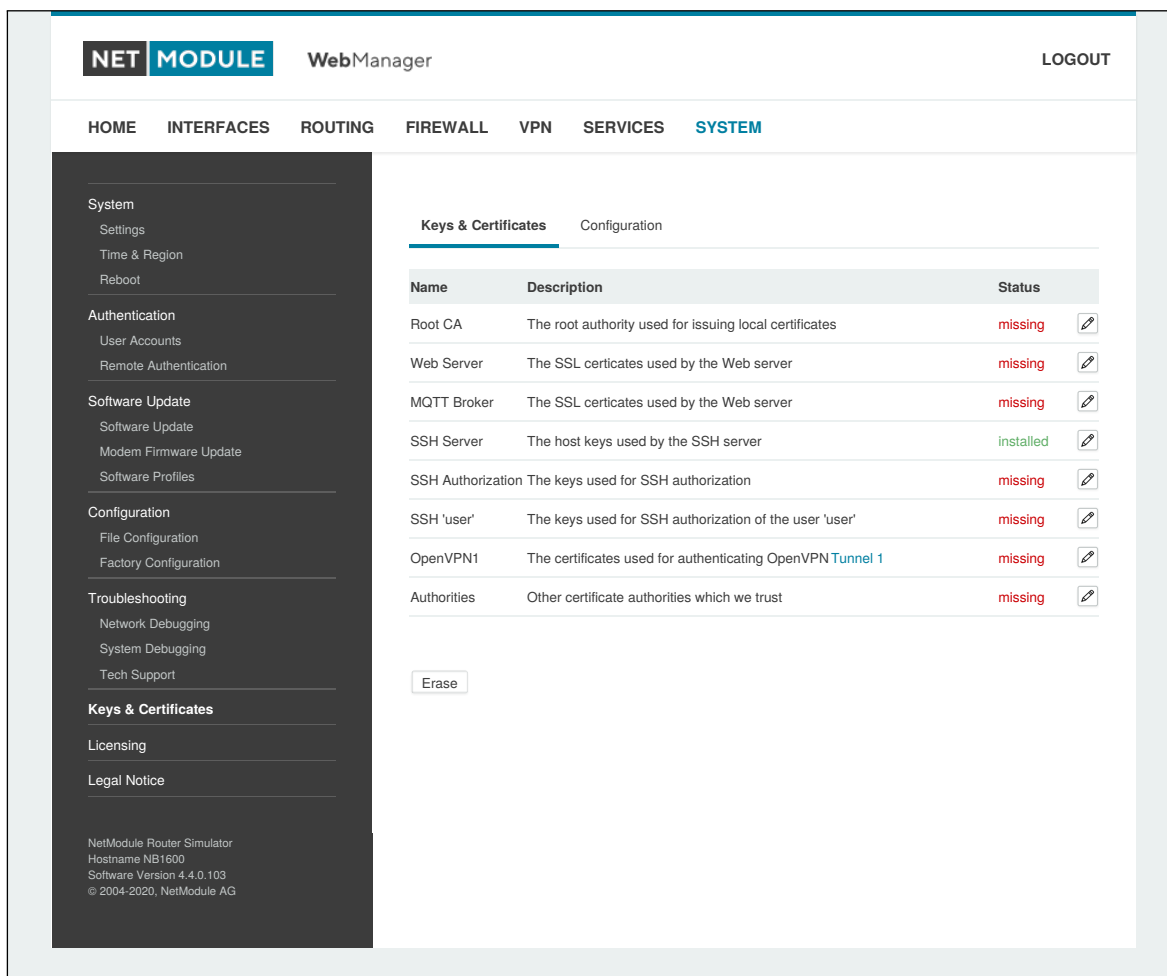 NET MODULE WebManager LOGOUT
HOME INTERFACES ROUTING FIREWALL VPN SERVICES SYSTEM
System
Settings
Time & Region
Reboot
Authentication
User Accounts
Remote Authentication
Software Update
Software Update
Modem Firmware Update
Software Profiles
Configuration
File Configuration
Factory Configuration
Troubleshooting
Network Debugging
System Debugging
Tech Support
Keys & Certificates
Licensing
Legal Notice
NetModule Router Simulator
Hostname NB1600
Software Version 4.4.0.103
© 2004-2020, NetModule AG
Keys & Certificates Configuration
Name Description Status
Root CA The root authority used for issuing local certificates missing
Web Server The SSL certicates used by the Web server missing
MQTT Broker The SSL certicates used by the Web server missing
SSH Server The host keys used by the SSH server installed
SSH Authorization The keys used for SSH authorization missing
SSH 'user' The keys used for SSH authorization of the user 'user' missing
OpenVPN1 The certificates used for authenticating OpenVPN Tunnel 1 missing
Authorities Other certificate authorities which we trust missing
Erase